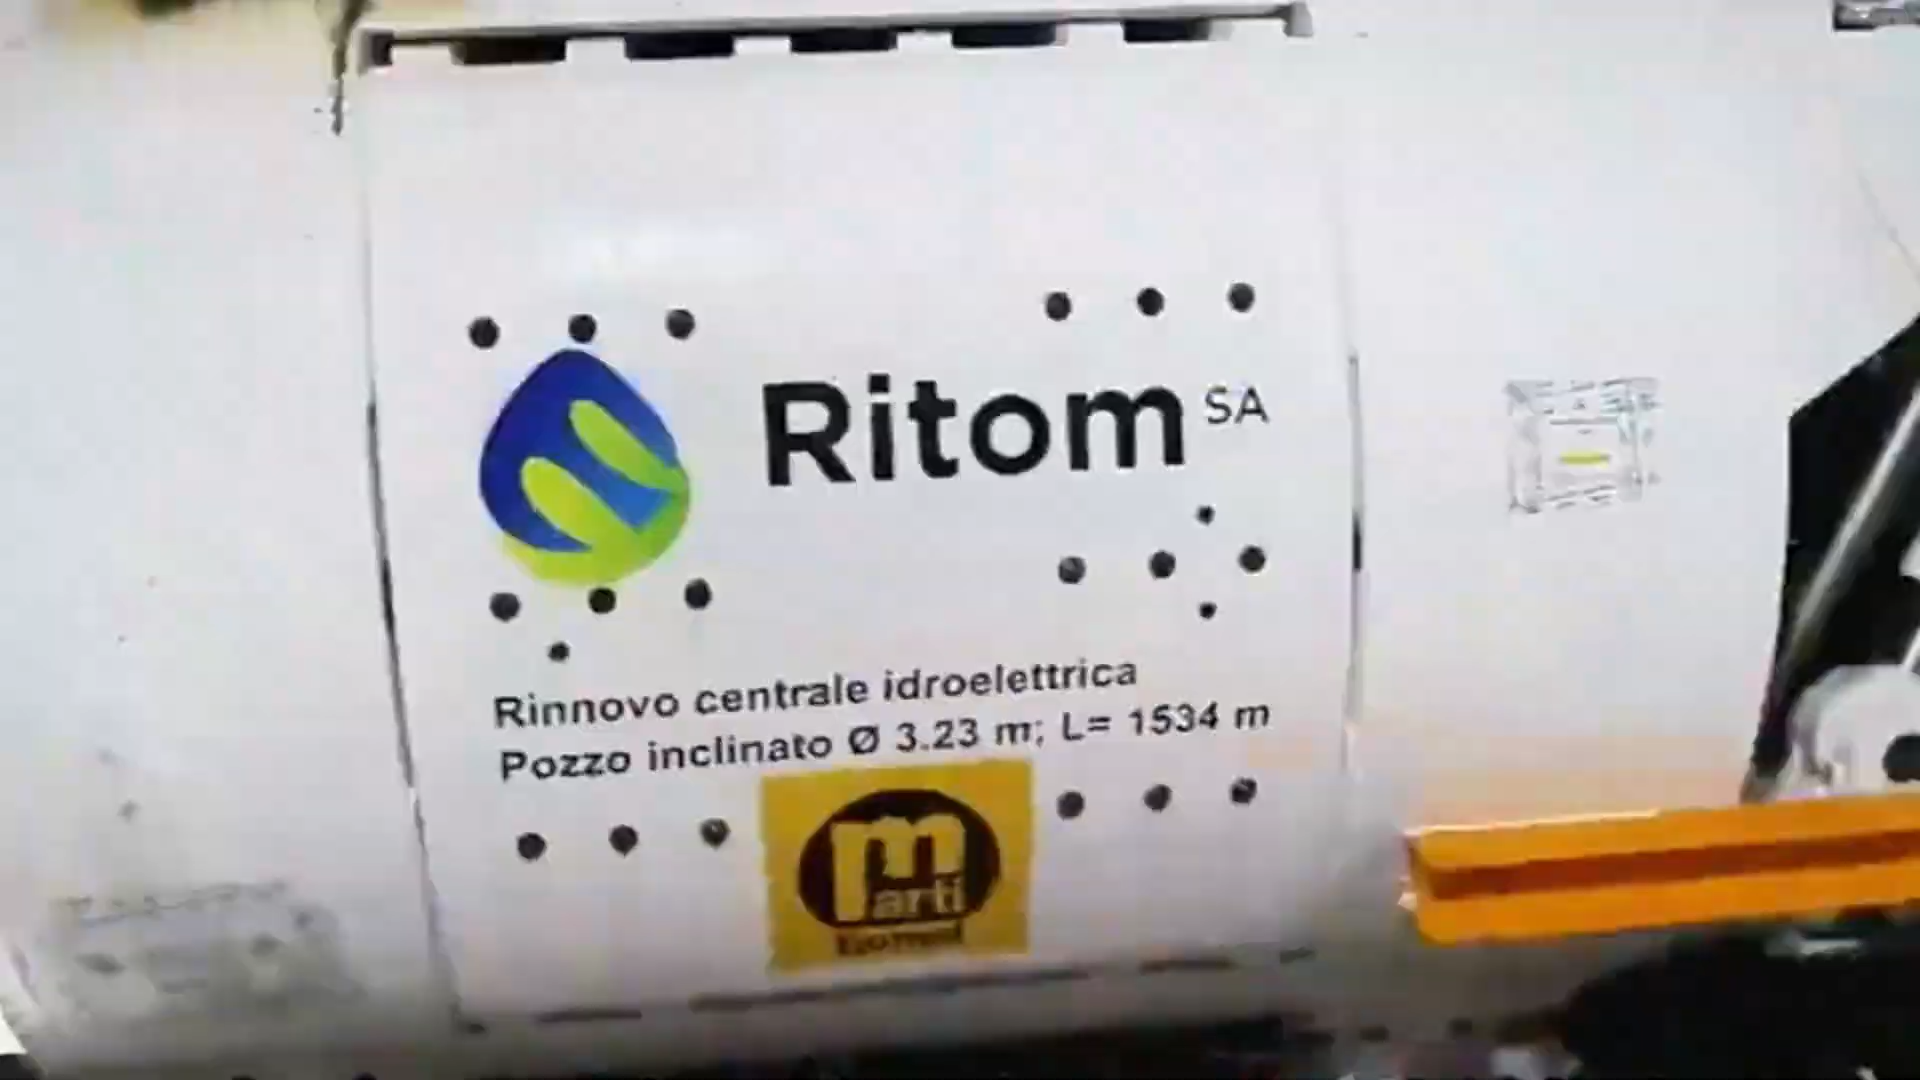 Ritom SA
Rinnovo centrale idroelettrica
Pozzo inclinato Ø 3.23 m; L= 1534 m
marti